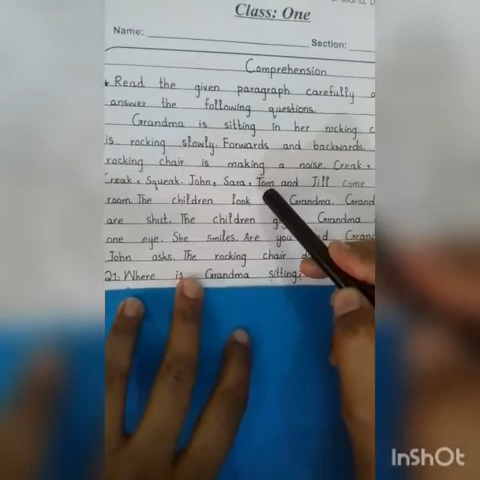 Class: One
Name: Section:
Comprehension
Read the given paragraph carefully
answer the following questions.
Grandma is sitting in her rocking
is rocking slowly. Forwards and backwards.
rocking chair is making a noise. Creak,
Creak, Squeak. John, Sara, Tom and Jill come
room. The children look Grandma.
are shut. The children Grandma
one eye. She smiles. Are you
John asks. The rocking chair
Q1: Where is Grandma sitting?
InShOt